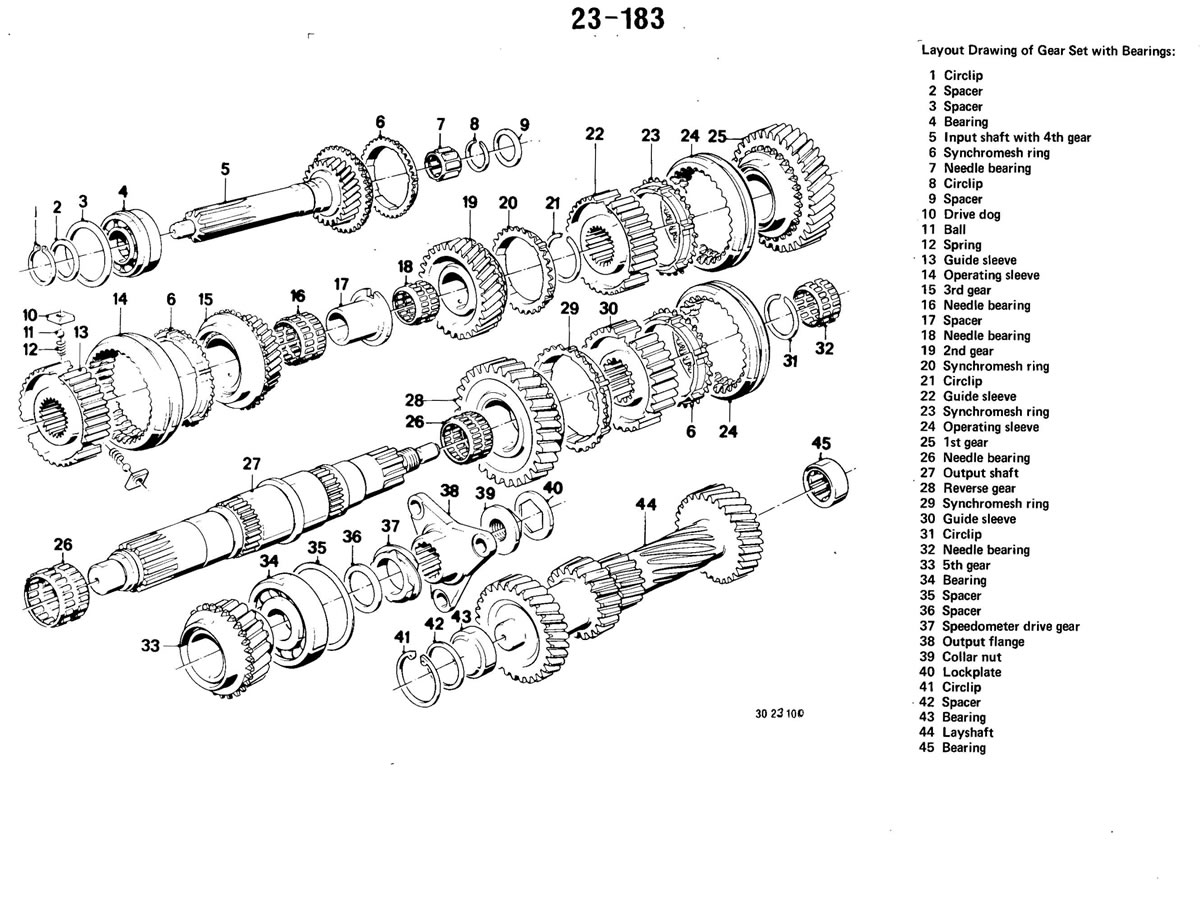 23-183
Layout Drawing of Gear Set with Bearings:
1 Circlip
2 Spacer
3 Spacer
4 Bearing
5 Input shaft with 4th gear
6 Synchromesh ring
7 Needle bearing
8 Circlip
9 Spacer
10 Drive dog
11 Ball
12 Spring
13 Guide sleeve
14 Operating sleeve
15 3rd gear
16 Needle bearing
17 Spacer
18 Needle bearing
19 2nd gear
20 Synchromesh ring
21 Circlip
22 Guide sleeve
23 Synchromesh ring
24 Operating sleeve
25 1st gear
26 Needle bearing
27 Output shaft
28 Reverse gear
29 Synchromesh ring
30 Guide sleeve
31 Circlip
32 Needle bearing
33 5th gear
34 Bearing
35 Spacer
36 Spacer
37 Speedometer drive gear
38 Output flange
39 Collar nut
40 Lockplate
41 Circlip
42 Spacer
43 Bearing
44 Layshaft
45 Bearing
1 2 3 4 5 6 7 8 9
22 23 24 25
19 20 21
16 17 18
10 14 6 15
11 13
12
29 30 31 32
28
26
6 24
27
45
38 39 40 44
26 34 35 36 37
33
41 42 43
30 23 100